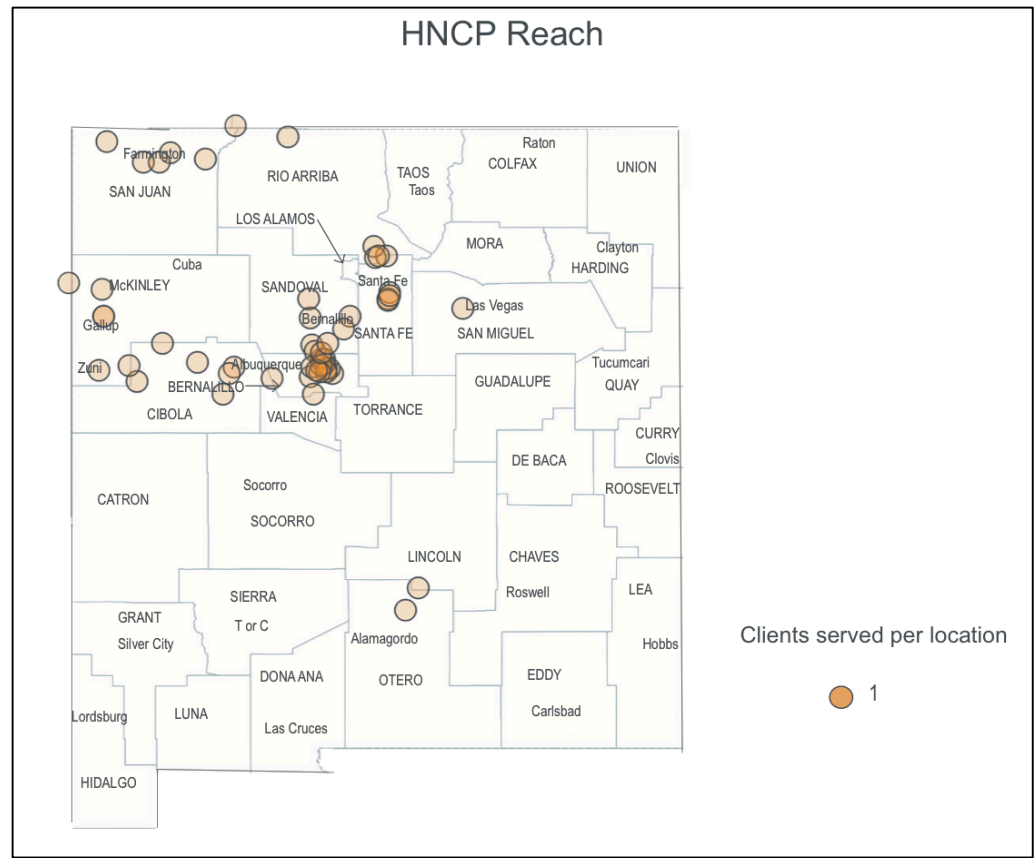 HNCP Reach
Raton
COLFAX
UNION
TAOS
Taos
Farmington
SAN JUAN
RIO ARRIBA
LOS ALAMOS
MORA
Clayton
HARDING
Cuba
McKINLEY
SANDOVAL
Santa Fe
Las Vegas
Gallup
Bernalillo
SANTA FE
SAN MIGUEL
Zuni
Albuquerque
BERNALILLO
Tucumcari
QUAY
GUADALUPE
CIBOLA
VALENCIA
TORRANCE
CURRY
Clovis
DE BACA
ROOSEVELT
CATRON
Socorro
SOCORRO
LINCOLN
CHAVES
Roswell
LEA
SIERRA
T or C
GRANT
Silver City
Alamagordo
OTERO
Hobbs
DONA ANA
EDDY
Carlsbad
Lordsburg
LUNA
Las Cruces
HIDALGO
Clients served per location
1